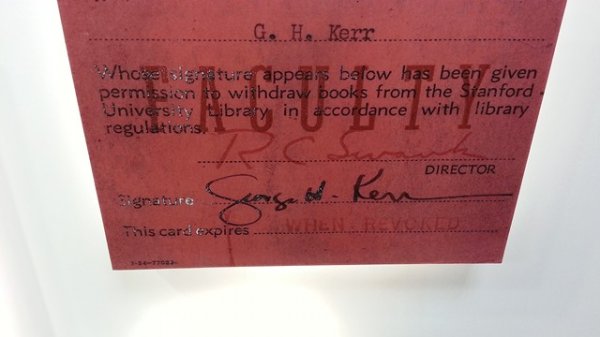 G. H. Kerr
FACULTY
Whose signature appears below has been given
permission to withdraw books from the Stanford
University Library in accordance with library
regulations.
R C Swank
DIRECTOR
Signature George H. Kerr
This card expires WHEN REVOKED